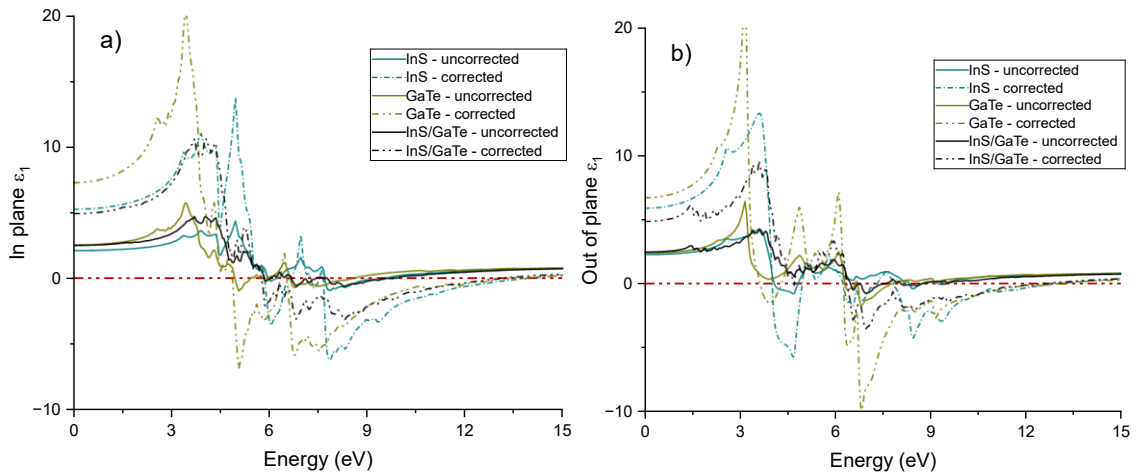 a)
In plane ε₁
20
10
0
−10
0
3
6
9
12
15
Energy (eV)
InS - uncorrected
InS - corrected
GaTe - uncorrected
GaTe - corrected
InS/GaTe - uncorrected
InS/GaTe - corrected
b)
Out of plane ε₁
20
10
0
−10
0
3
6
9
12
15
Energy (eV)
InS - uncorrected
InS - corrected
GaTe - uncorrected
GaTe - corrected
InS/GaTe - uncorrected
InS/GaTe - corrected